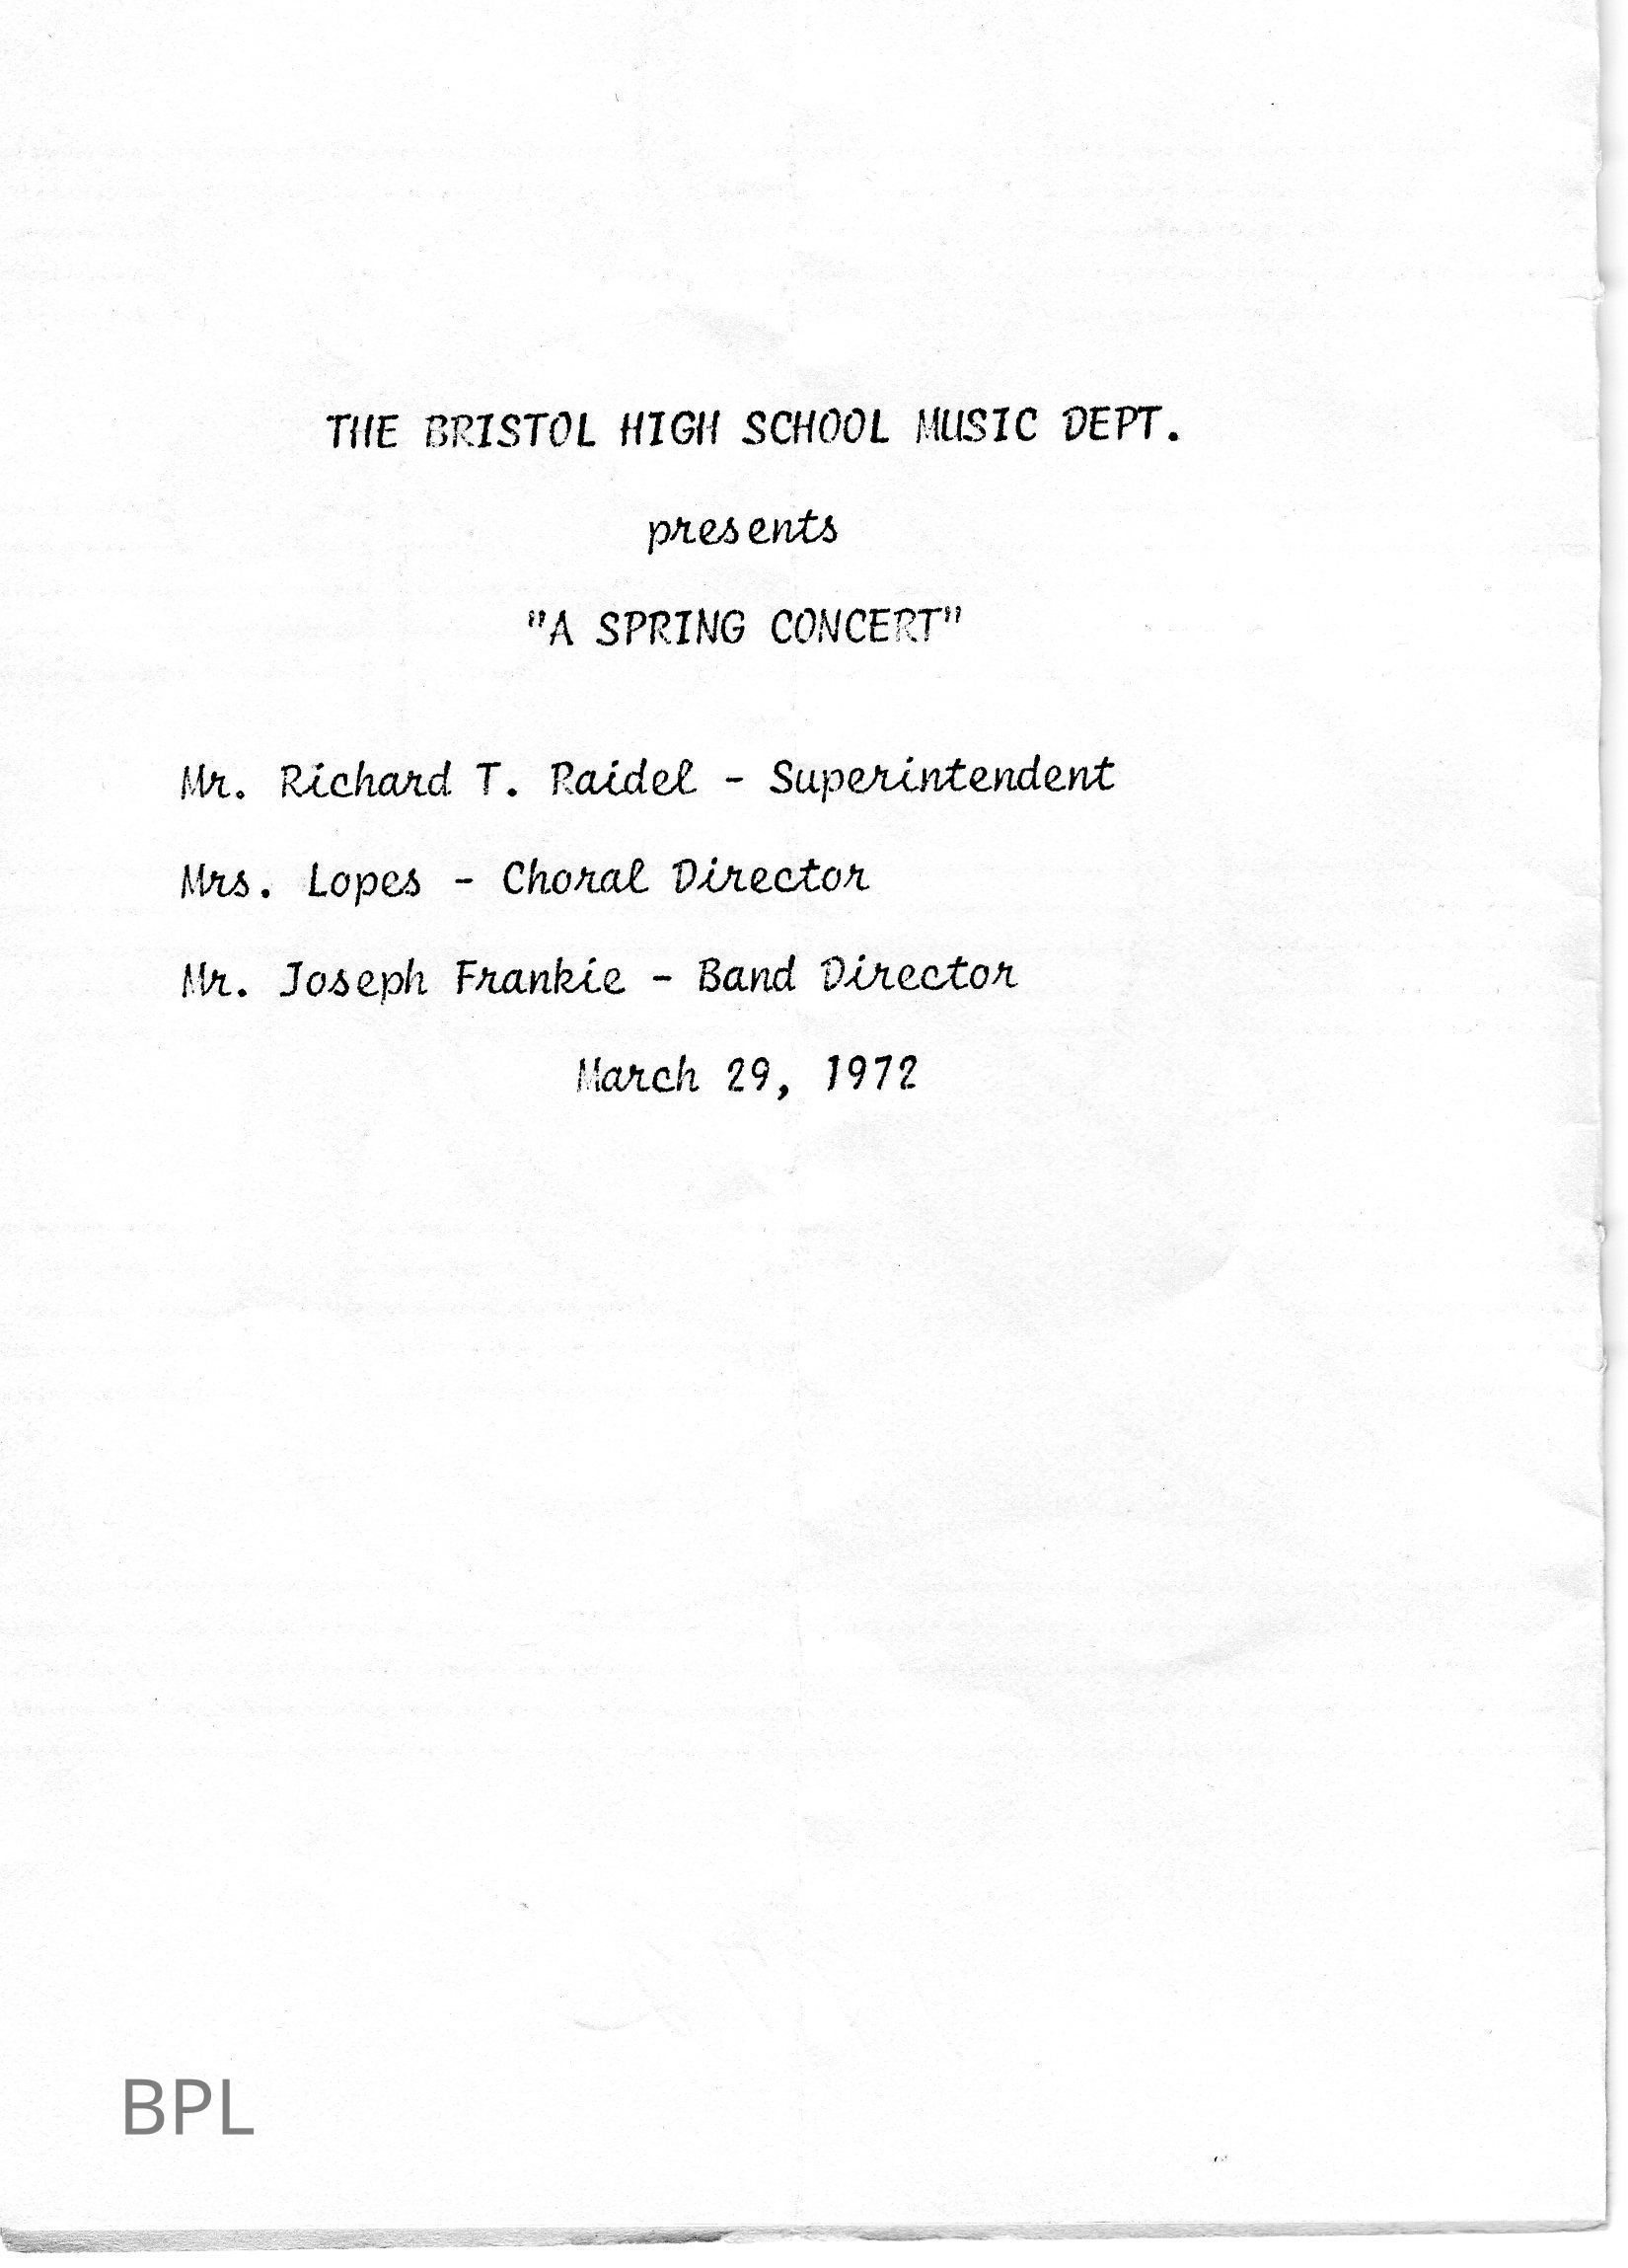 THE BRISTOL HIGH SCHOOL MUSIC DEPT.
presents
"A SPRING CONCERT"
Mr. Richard T. Raidel - Superintendent
Mrs. Lopes - Choral Director
Mr. Joseph Frankie - Band Director
March 29, 1972
BPL